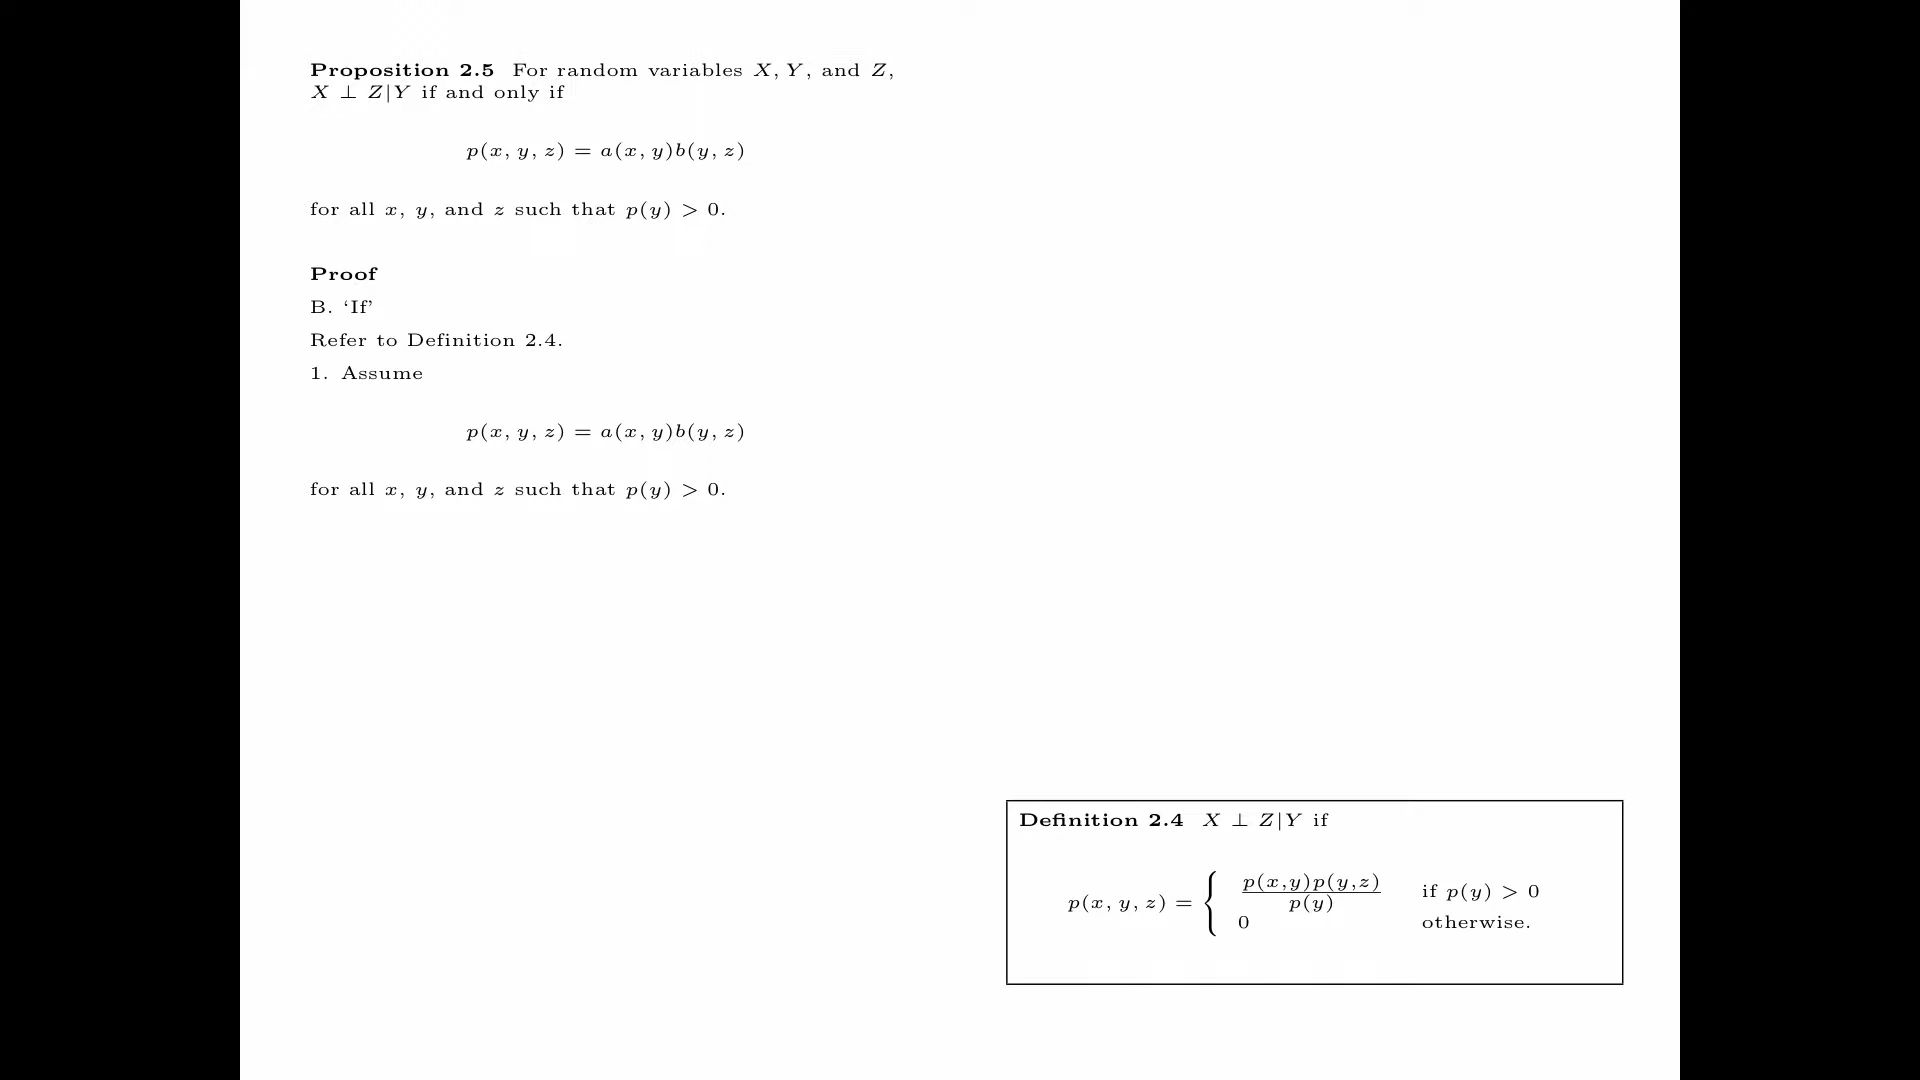 Proposition 2.5 For random variables X, Y, and Z,
X ⊥ Z|Y if and only if
p(x, y, z) = a(x, y)b(y, z)
for all x, y, and z such that p(y) > 0.
Proof
B. ‘If’
Refer to Definition 2.4.
1. Assume
p(x, y, z) = a(x, y)b(y, z)
for all x, y, and z such that p(y) > 0.
Definition 2.4 X ⊥ Z|Y if
p(x, y, z) = { p(x,y)p(y,z) / p(y) if p(y) > 0
0 otherwise.